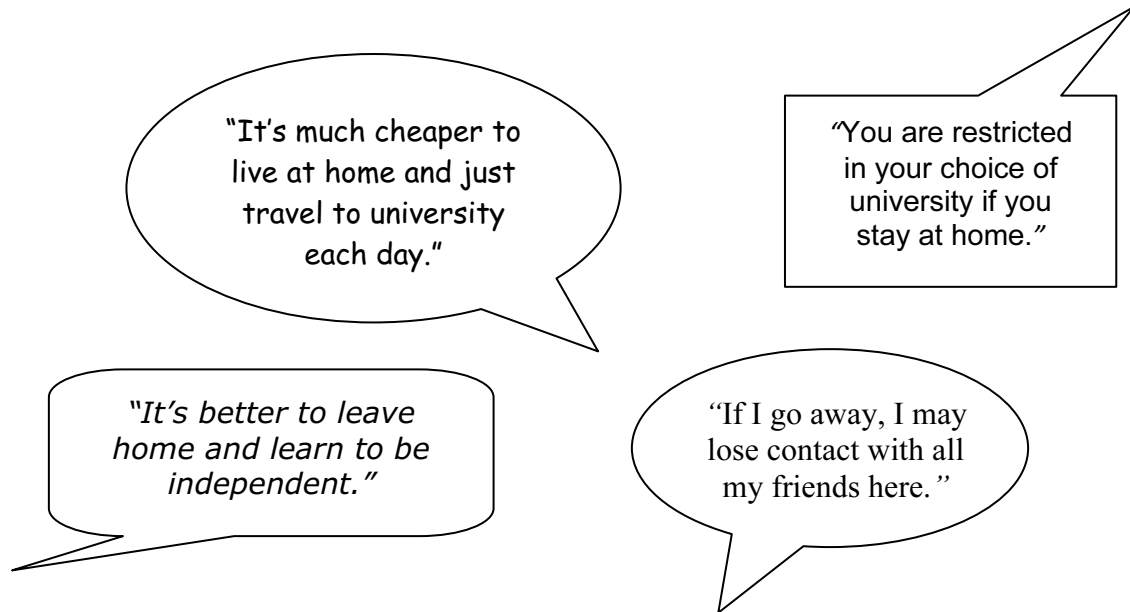 "It's much cheaper to
live at home and just
travel to university
each day."
"You are restricted
in your choice of
university if you
stay at home."
"It's better to leave
home and learn to be
independent."
"If I go away, I may
lose contact with all
my friends here."